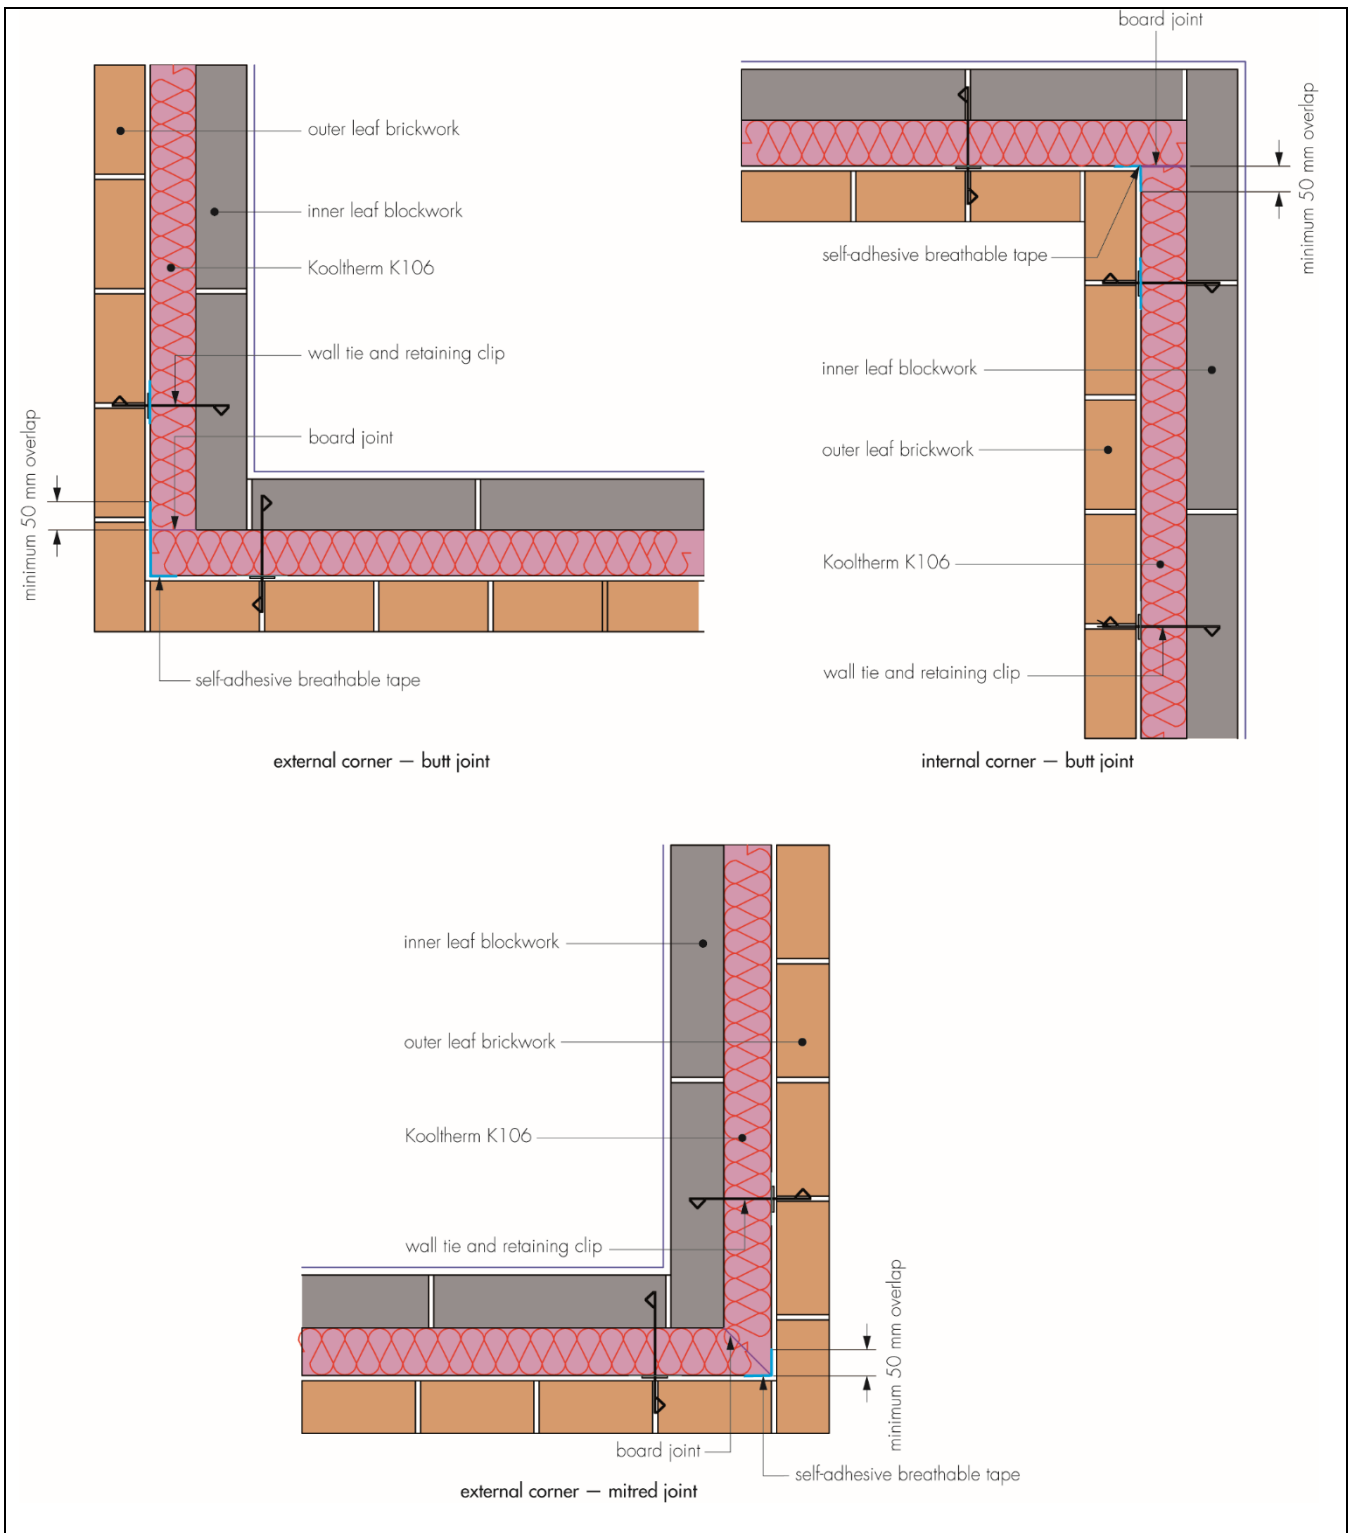 outer leaf brickwork
inner leaf blockwork
Kooltherm K106
wall tie and retaining clip
board joint
minimum 50 mm overlap
self-adhesive breathable tape
external corner — butt joint
board joint
minimum 50 mm overlap
self-adhesive breathable tape
inner leaf blockwork
outer leaf brickwork
Kooltherm K106
wall tie and retaining clip
internal corner — butt joint
inner leaf blockwork
outer leaf brickwork
Kooltherm K106
wall tie and retaining clip
minimum 50 mm overlap
board joint
self-adhesive breathable tape
external corner — mitred joint